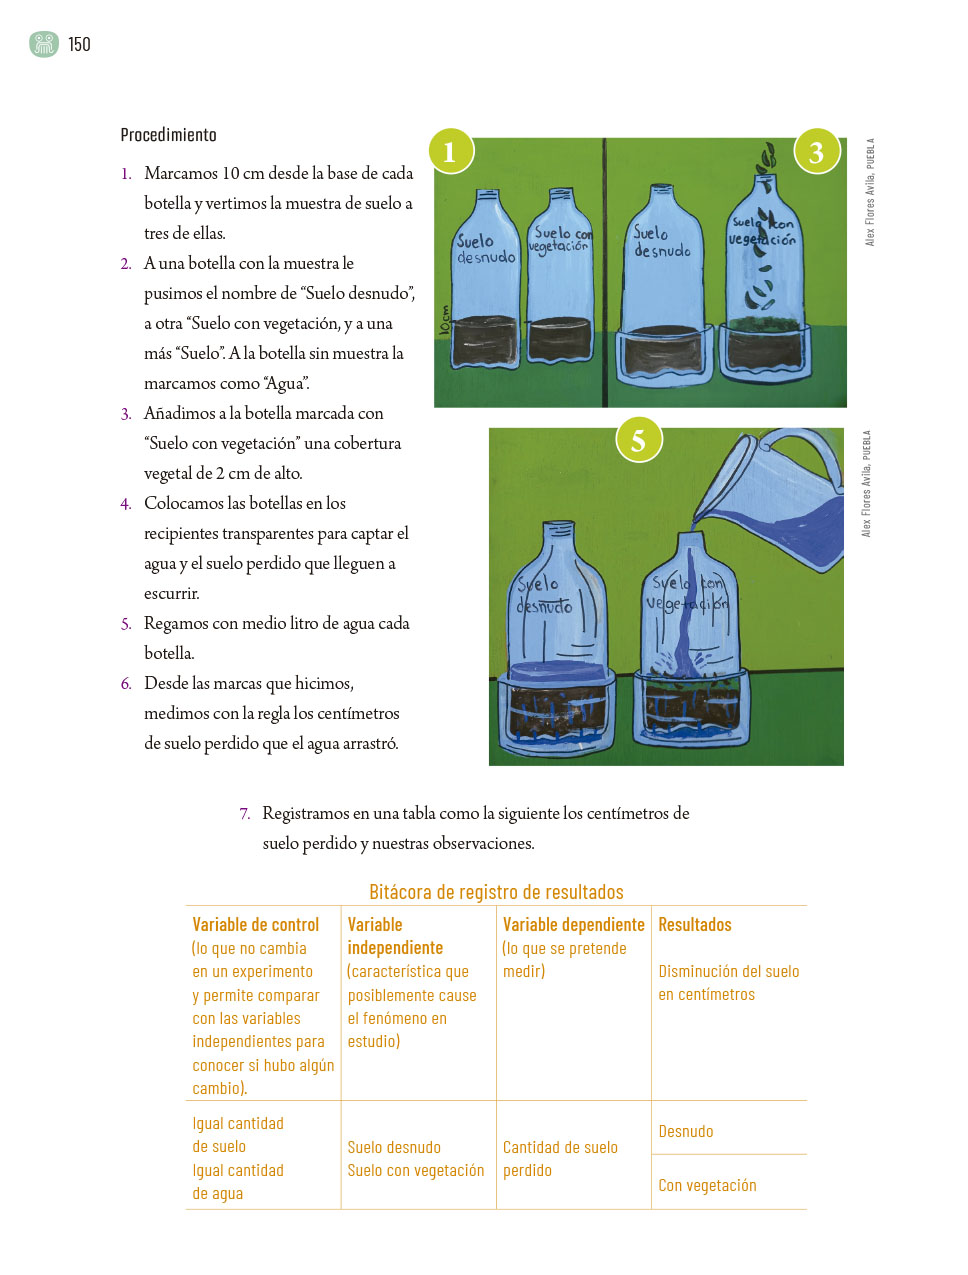 150
Procedimiento
1. Marcamos 10 cm desde la base de cada
botella y vertimos la muestra de suelo a
tres de ellas.
2. A una botella con la muestra le
pusimos el nombre de “Suelo desnudo”,
a otra “Suelo con vegetación, y a una
más “Suelo”. A la botella sin muestra la
marcamos como “Agua”.
3. Añadimos a la botella marcada con
“Suelo con vegetación” una cobertura
vegetal de 2 cm de alto.
4. Colocamos las botellas en los
recipientes transparentes para captar el
agua y el suelo perdido que lleguen a
escurrir.
5. Regamos con medio litro de agua cada
botella.
6. Desde las marcas que hicimos,
medimos con la regla los centímetros
de suelo perdido que el agua arrastró.
1
3
Suelo
desnudo
Suelo con
vegetación
10 cm
Suelo
desnudo
Suelo con
vegetación
Alex Flores Avila, PUEBLA
5
Suelo
desnudo
Suelo con
vegetación
Alex Flores Avila, PUEBLA
7. Registramos en una tabla como la siguiente los centímetros de
suelo perdido y nuestras observaciones.
Bitácora de registro de resultados
Variable de control
(lo que no cambia
en un experimento
y permite comparar
con las variables
independientes para
conocer si hubo algún
cambio).
Variable
independiente
(característica que
posiblemente cause
el fenómeno en
estudio)
Variable dependiente
(lo que se pretende
medir)
Resultados
Disminución del suelo
en centímetros
Igual cantidad
de suelo
Igual cantidad
de agua
Suelo desnudo
Suelo con vegetación
Cantidad de suelo
perdido
Desnudo
Con vegetación